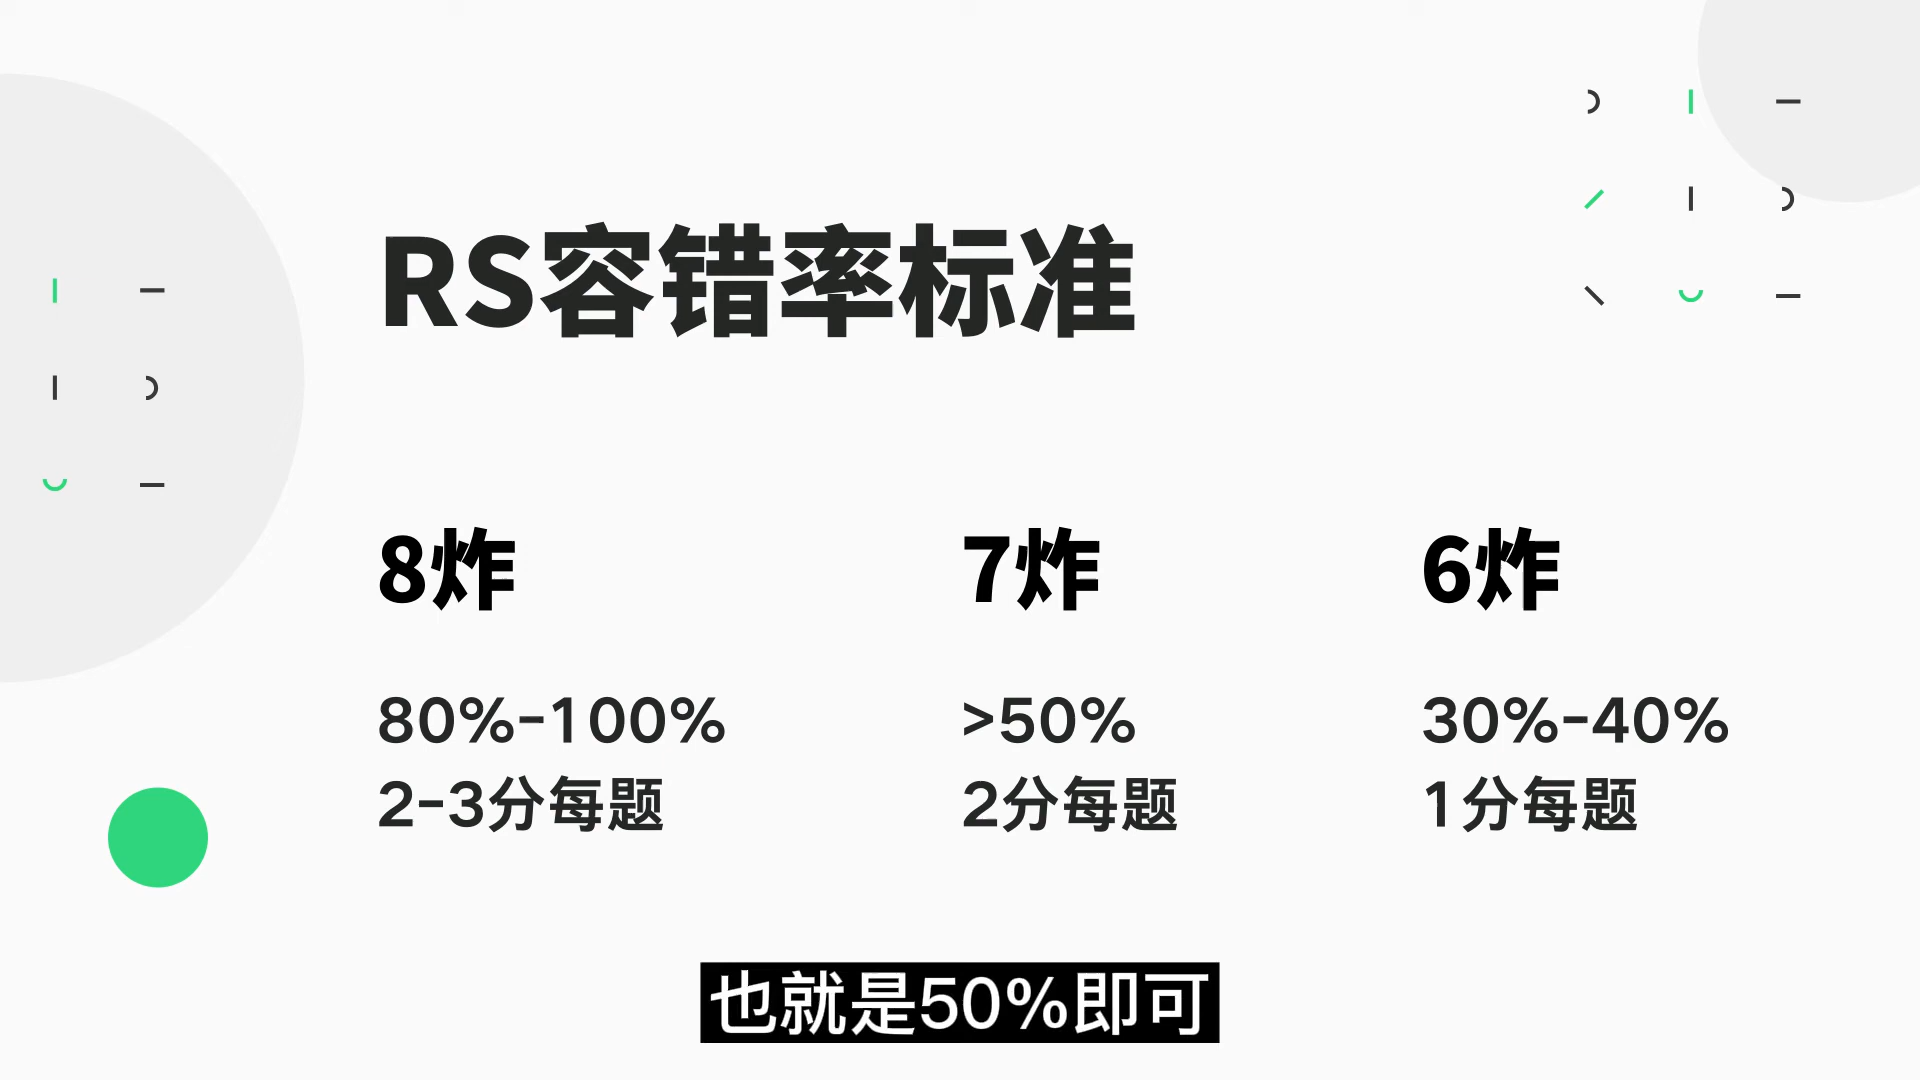 RS容错率标准
8炸
80%-100%
2-3分每题
7炸
>50%
2分每题
6炸
30%-40%
1分每题
也就是50%即可